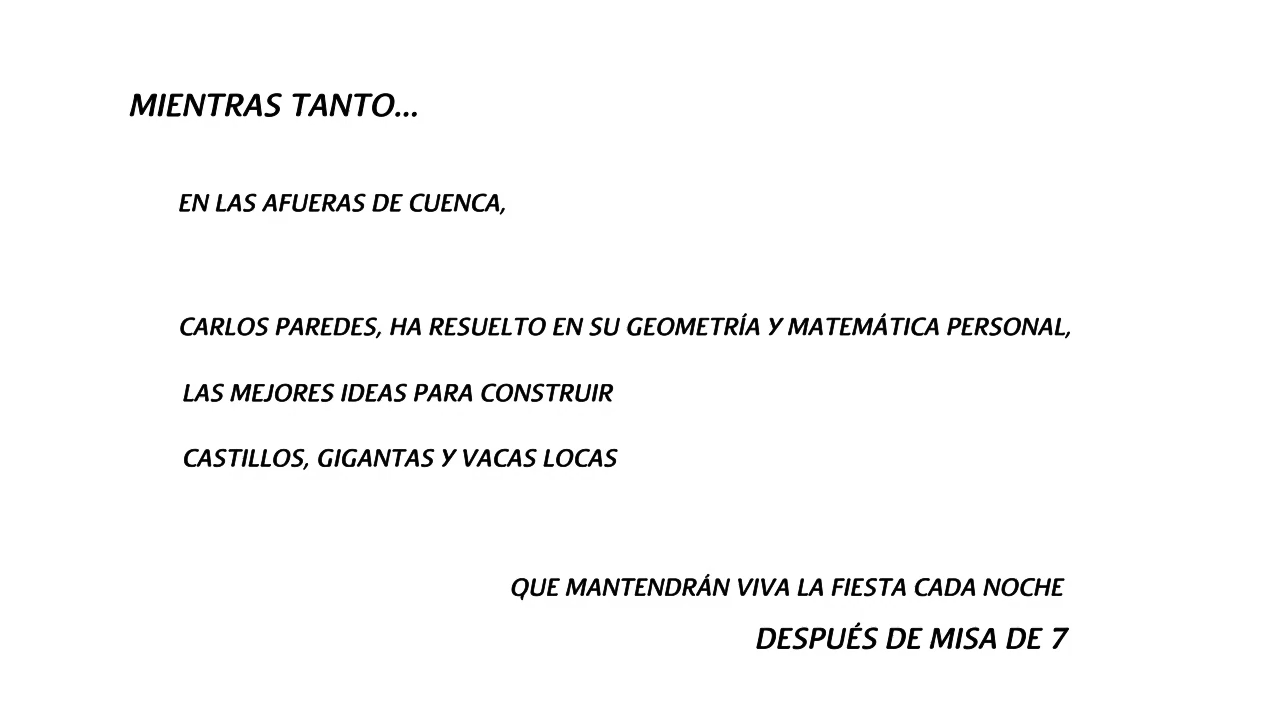 MIENTRAS TANTO...
EN LAS AFUERAS DE CUENCA,
CARLOS PAREDES, HA RESUELTO EN SU GEOMETRÍA Y MATEMÁTICA PERSONAL,
LAS MEJORES IDEAS PARA CONSTRUIR
CASTILLOS, GIGANTAS Y VACAS LOCAS
QUE MANTENDRÁN VIVA LA FIESTA CADA NOCHE
DESPUÉS DE MISA DE 7